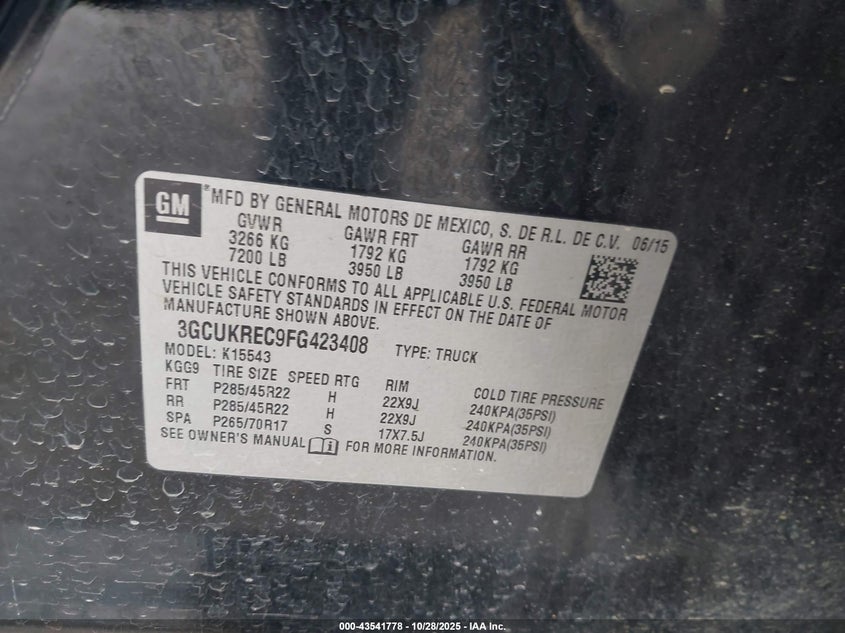 GM
*MFD BY GENERAL MOTORS DE MEXICO, S. DE R.L. DE C.V. 06/15
GVWR GAWR FRT GAWR RR
3266 KG 1792 KG 1792 KG
7200 LB 3950 LB 3950 LB
THIS VEHICLE CONFORMS TO ALL APPLICABLE U.S. FEDERAL MOTOR
VEHICLE SAFETY STANDARDS IN EFFECT ON THE DATE OF
MANUFACTURE SHOWN ABOVE.
3GCUKREC9FG423408 TYPE: TRUCK
MODEL: K15543
KGG9 TIRE SIZE SPEED RTG RIM COLD TIRE PRESSURE
FRT P285/45R22 H 22X9J 240KPA(35PSI)
RR P285/45R22 H 22X9J 240KPA(35PSI)
SPA P265/70R17 S 17X7.5J 240KPA(35PSI)
SEE OWNER'S MANUAL FOR MORE INFORMATION.
000-43541778 | 10/28/2025 - IAA Inc.